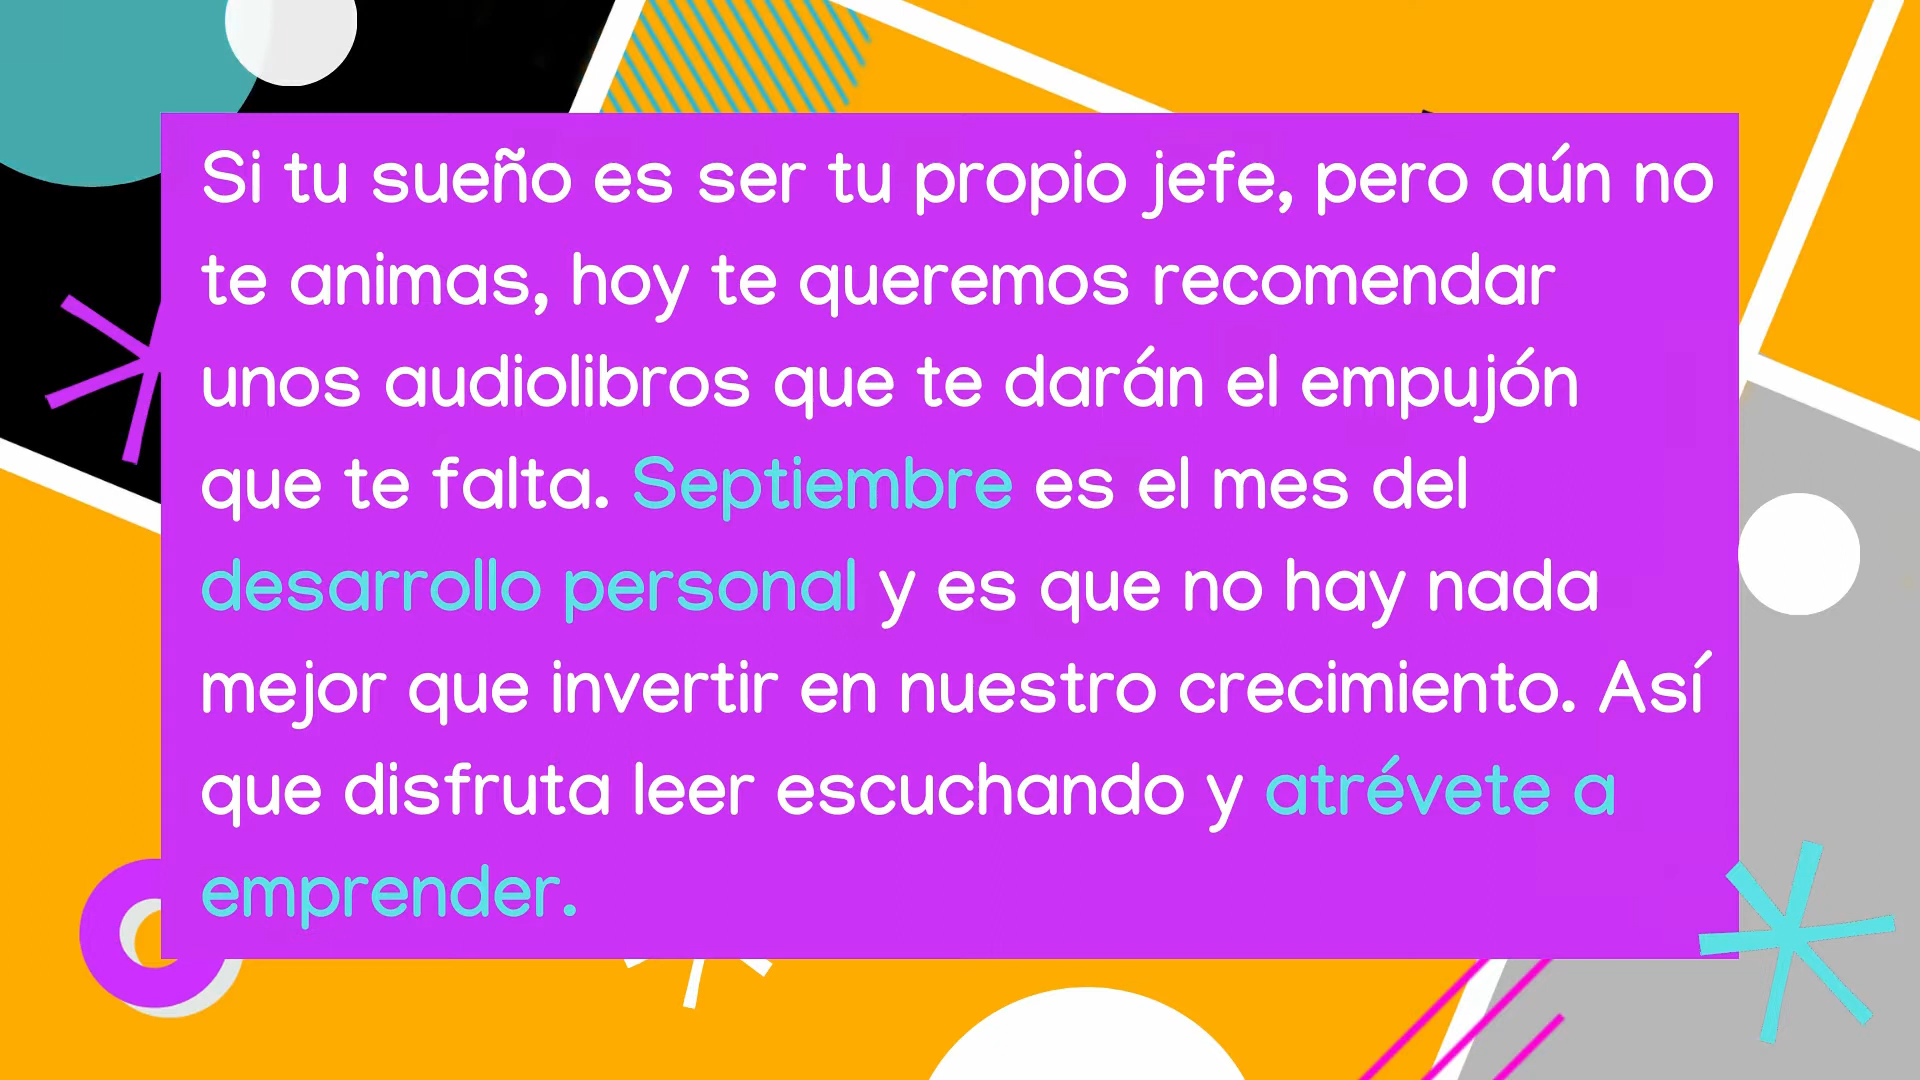 Si tu sueño es ser tu propio jefe, pero aún no
te animas, hoy te queremos recomendar
unos audiolibros que te darán el empujón
que te falta. Septiembre es el mes del
desarrollo personal y es que no hay nada
mejor que invertir en nuestro crecimiento. Así
que disfruta leer escuchando y atrévete a
emprender.